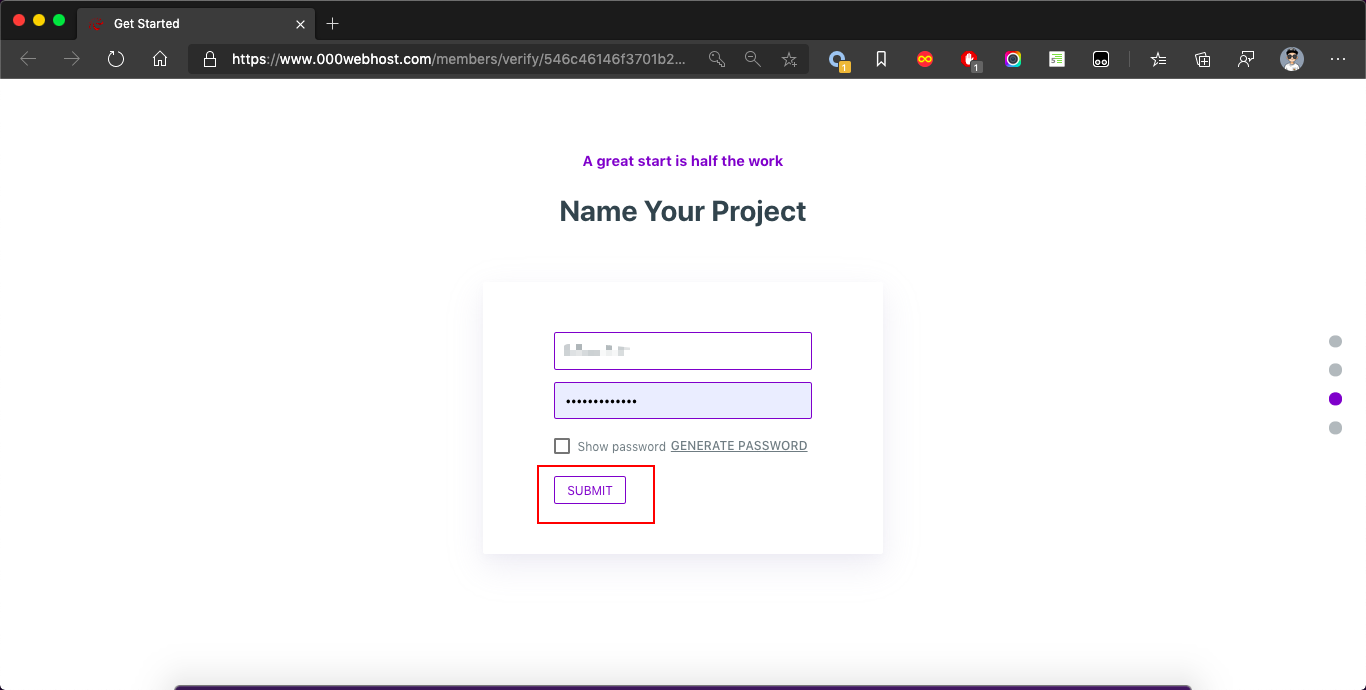 Get Started
https://www.000webhost.com/members/verify/546c46146f3701b2...
1
1
A great start is half the work
Name Your Project
•••••••••••••
Show password GENERATE PASSWORD
SUBMIT